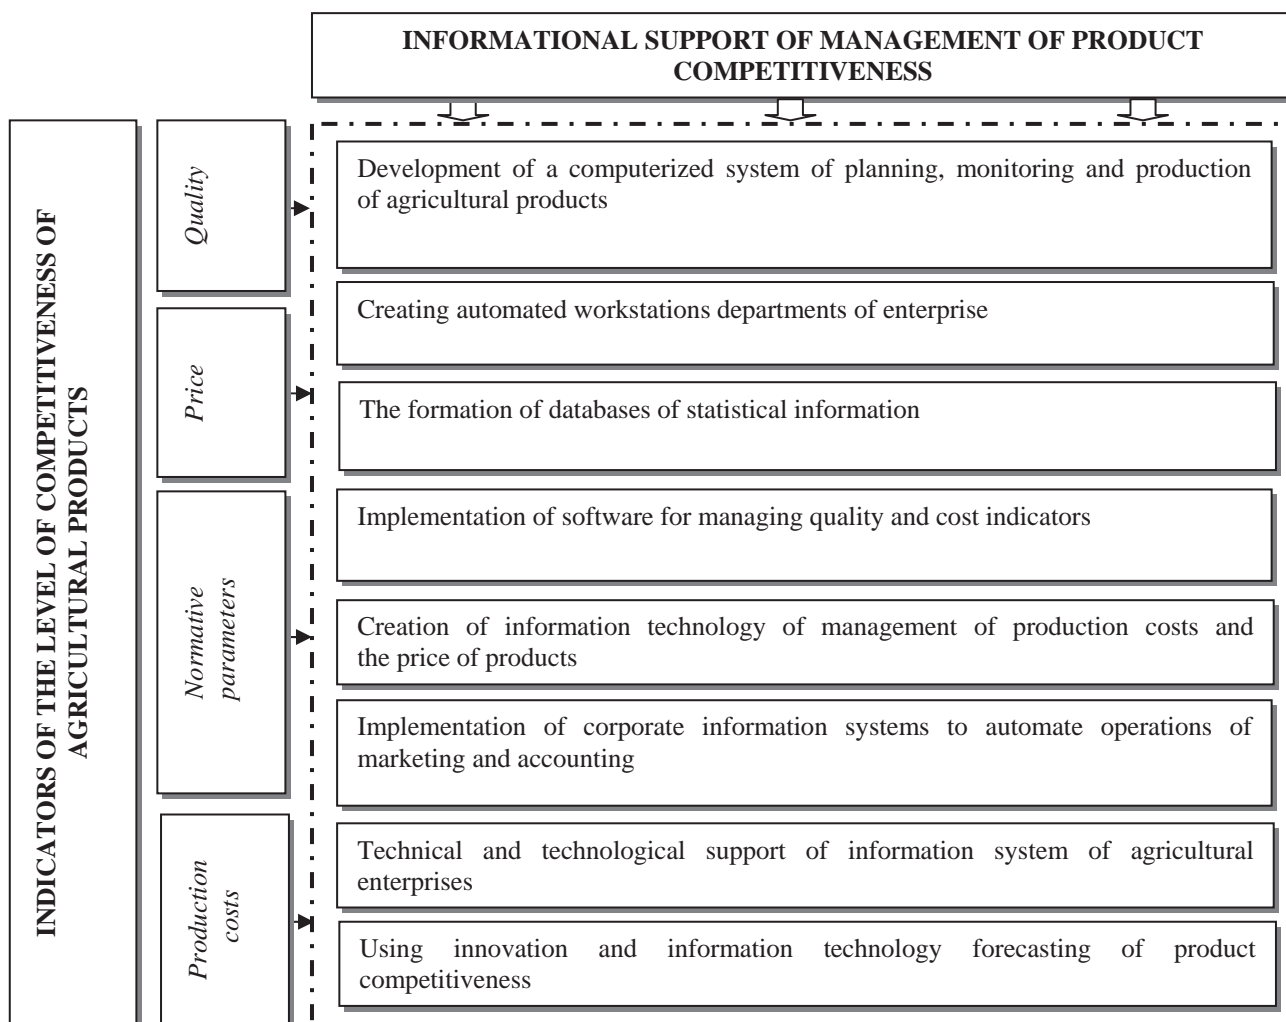 INFORMATIONAL SUPPORT OF MANAGEMENT OF PRODUCT
COMPETITIVENESS
INDICATORS OF THE LEVEL OF COMPETITIVENESS OF
AGRICULTURAL PRODUCTS
Quality
Price
Normative
parameters
Production
costs
Development of a computerized system of planning, monitoring and production
of agricultural products
Creating automated workstations departments of enterprise
The formation of databases of statistical information
Implementation of software for managing quality and cost indicators
Creation of information technology of management of production costs and
the price of products
Implementation of corporate information systems to automate operations of
marketing and accounting
Technical and technological support of information system of agricultural
enterprises
Using innovation and information technology forecasting of product
competitiveness